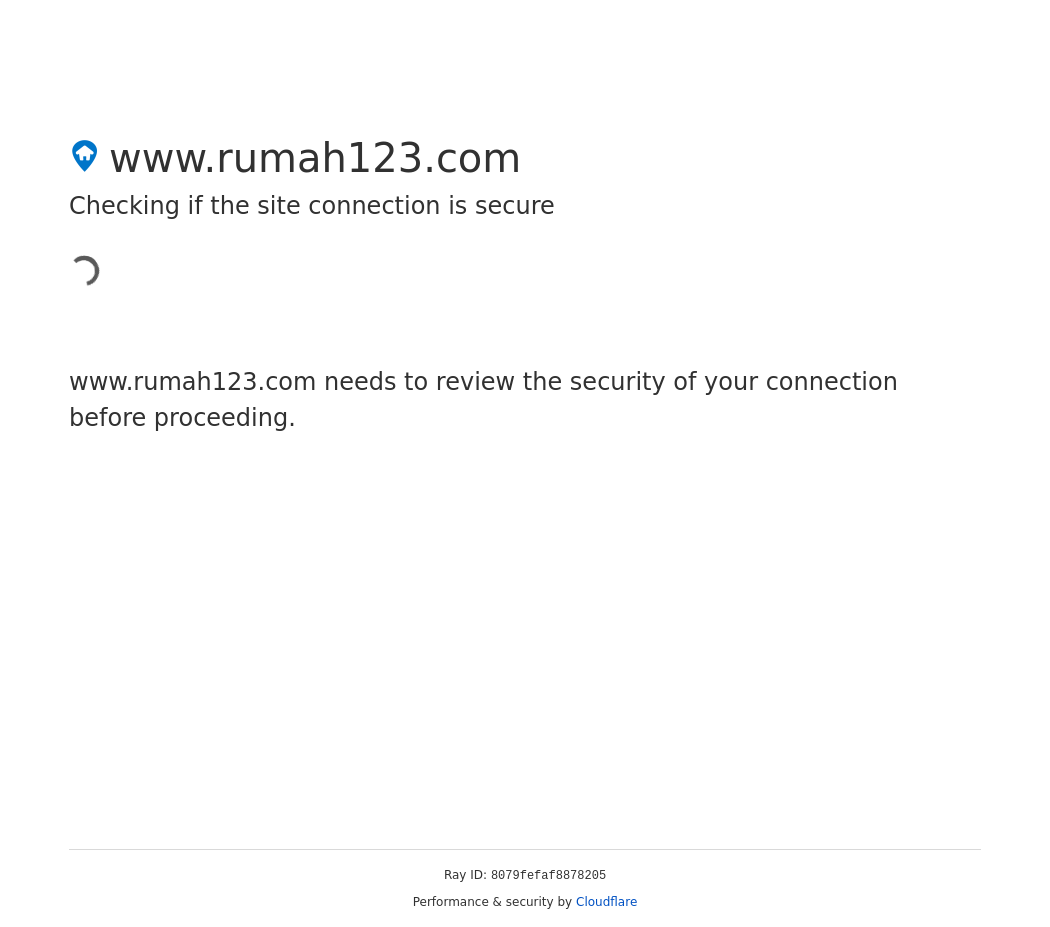 www.rumah123.com
Checking if the site connection is secure
www.rumah123.com needs to review the security of your connection
before proceeding.
Ray ID: 8079fefaf8878205
Performance & security by Cloudflare